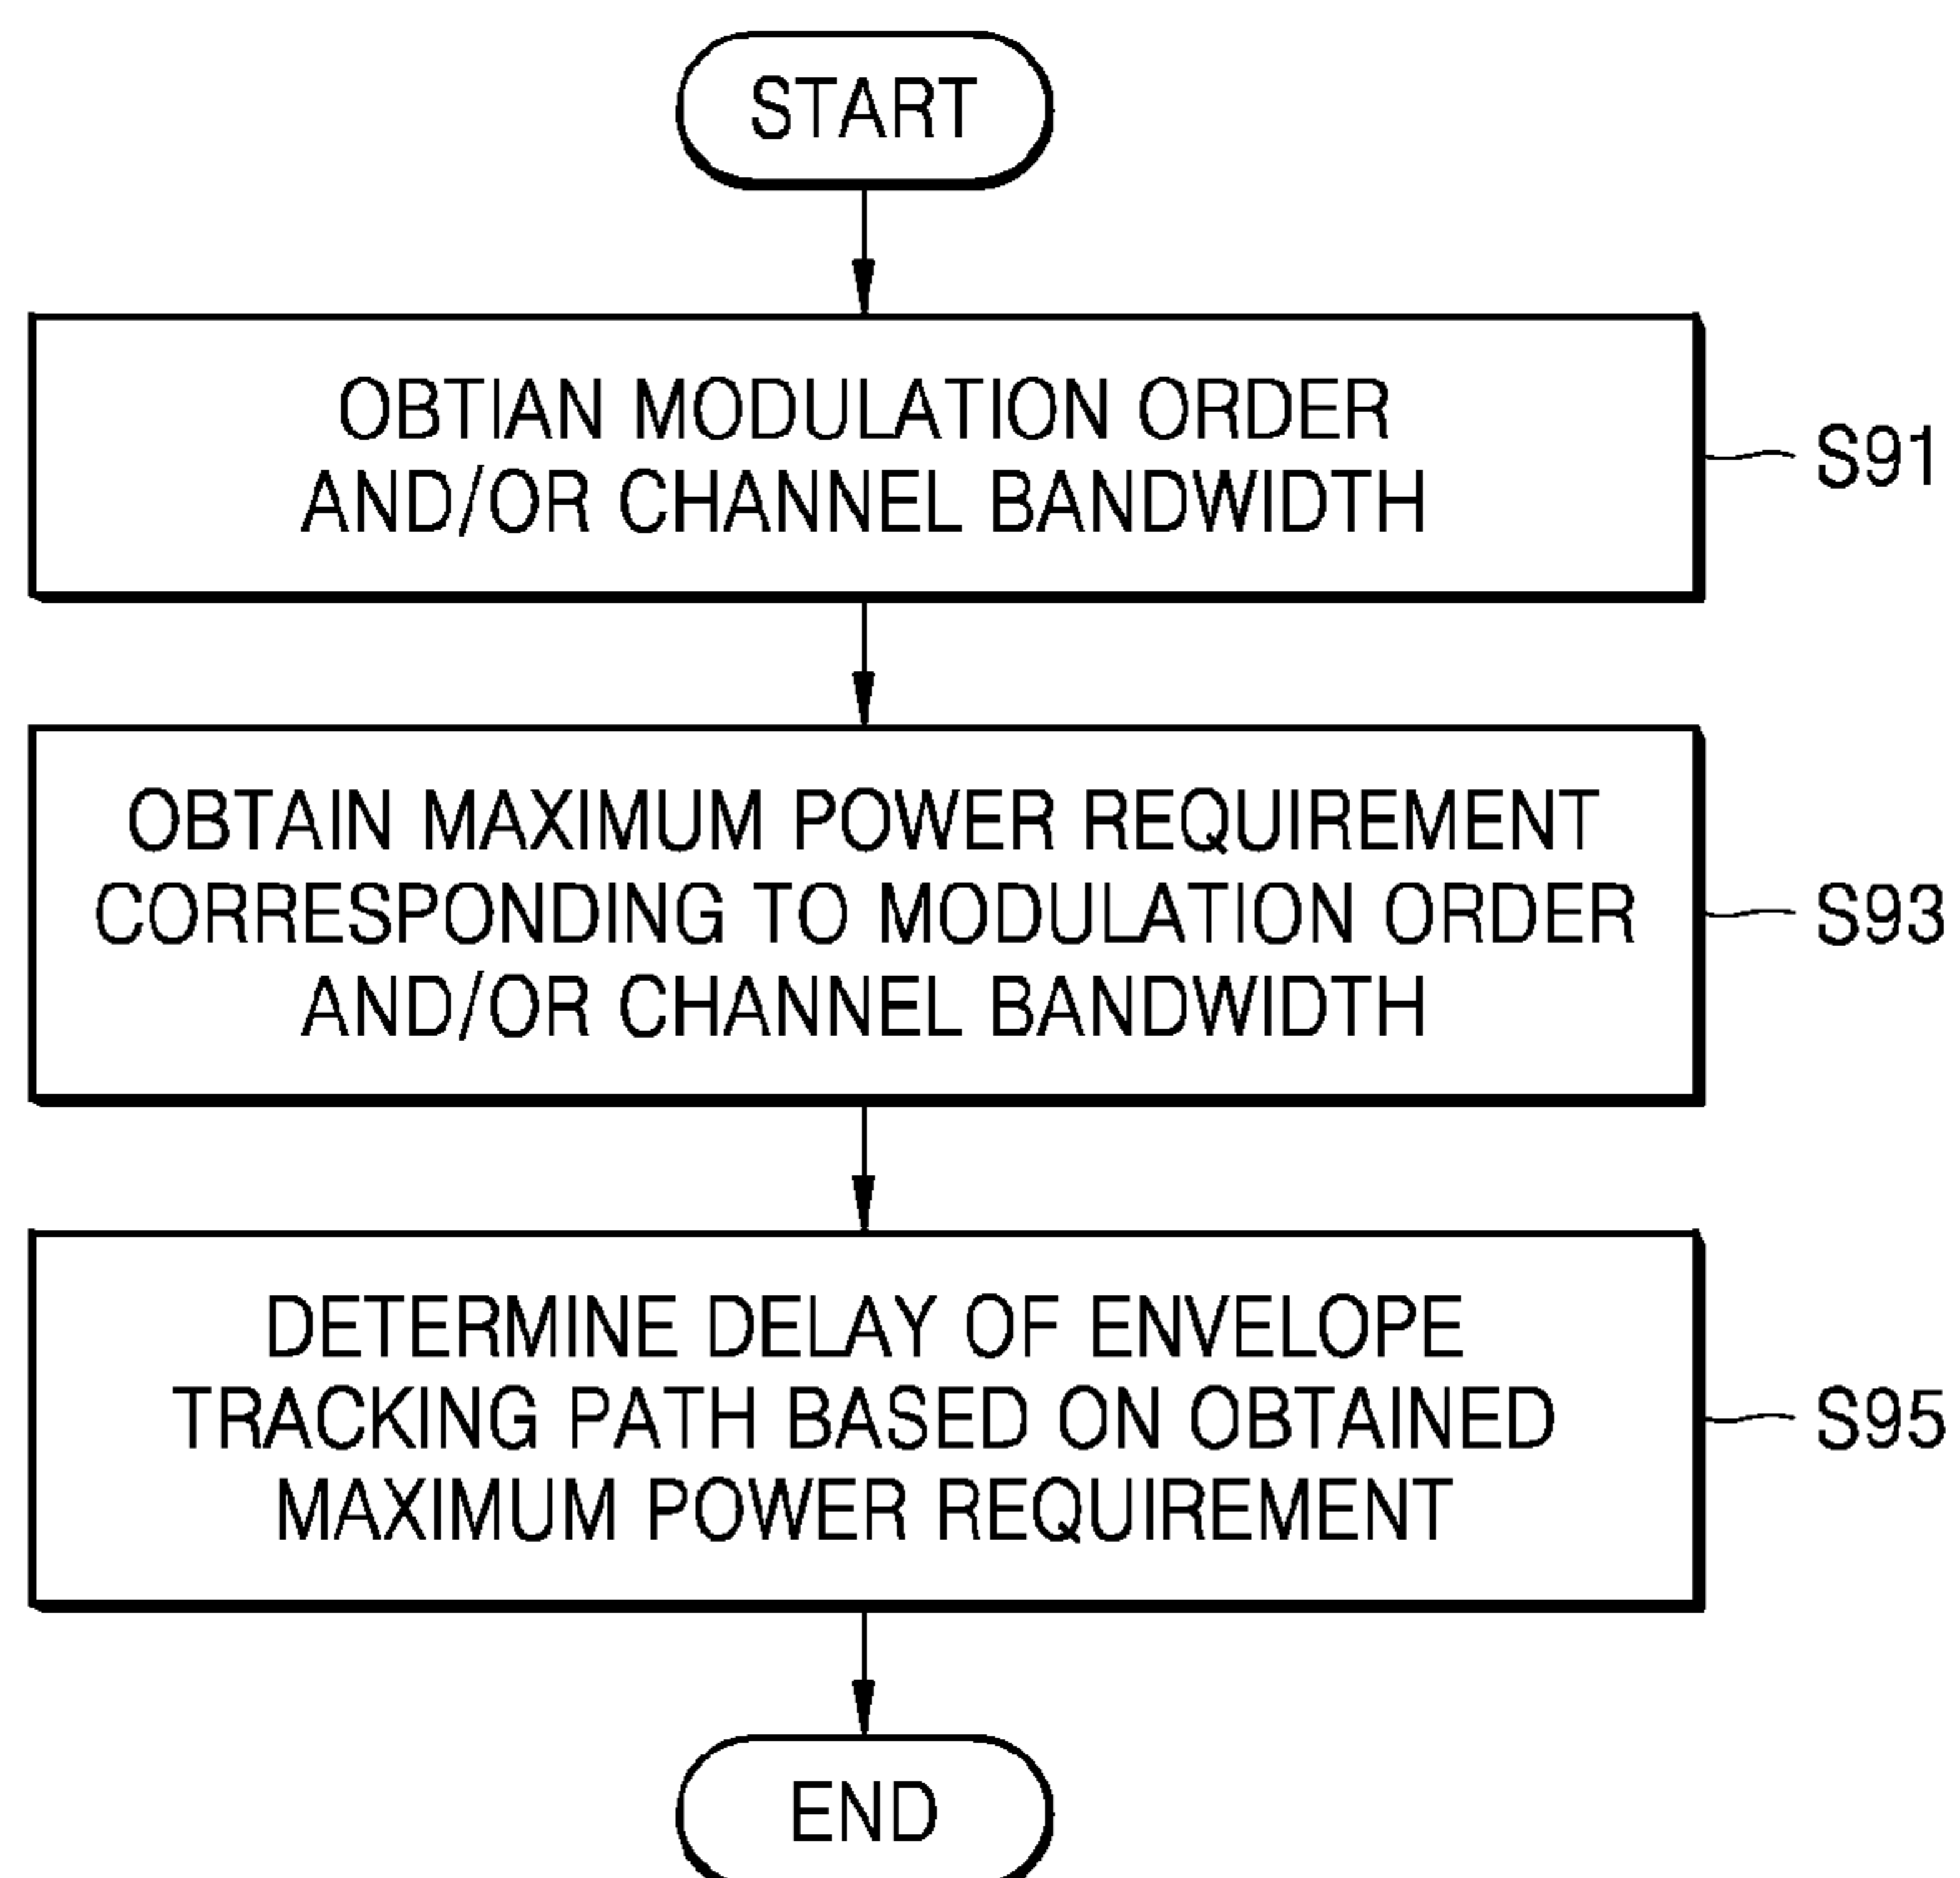 START
OBTIAN MODULATION ORDER
AND/OR CHANNEL BANDWIDTH
S91
OBTAIN MAXIMUM POWER REQUIREMENT
CORRESPONDING TO MODULATION ORDER
AND/OR CHANNEL BANDWIDTH
S93
DETERMINE DELAY OF ENVELOPE
TRACKING PATH BASED ON OBTAINED
MAXIMUM POWER REQUIREMENT
S95
END